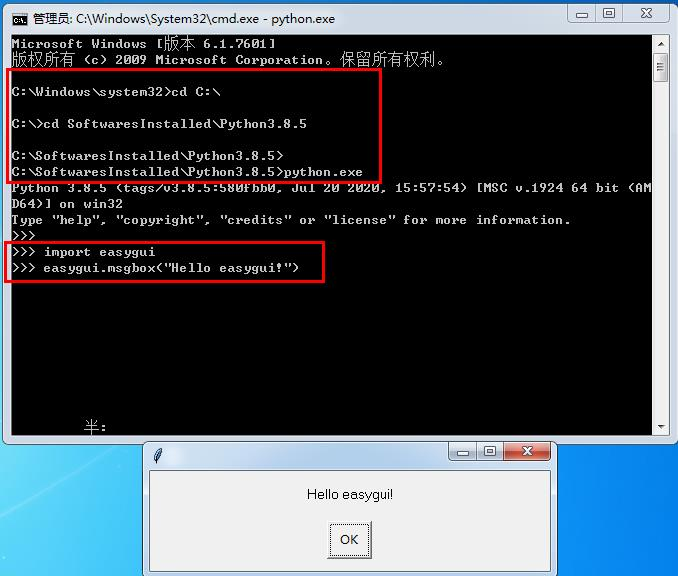 管理员: C:\Windows\System32\cmd.exe - python.exe
Microsoft Windows [版本 6.1.7601]
版权所有 (c) 2009 Microsoft Corporation。保留所有权利。
C:\Windows\system32>cd C:\
C:\>cd SoftwaresInstalled\Python3.8.5
C:\SoftwaresInstalled\Python3.8.5>
C:\SoftwaresInstalled\Python3.8.5>python.exe
Python 3.8.5 (tags/v3.8.5:580fbb0, Jul 20 2020, 15:57:54) [MSC v.1924 64 bit (AM
D64)] on win32
Type "help", "copyright", "credits" or "license" for more information.
>>>
>>> import easygui
>>> easygui.msgbox("Hello easygui!")
半:
Hello easygui!
OK